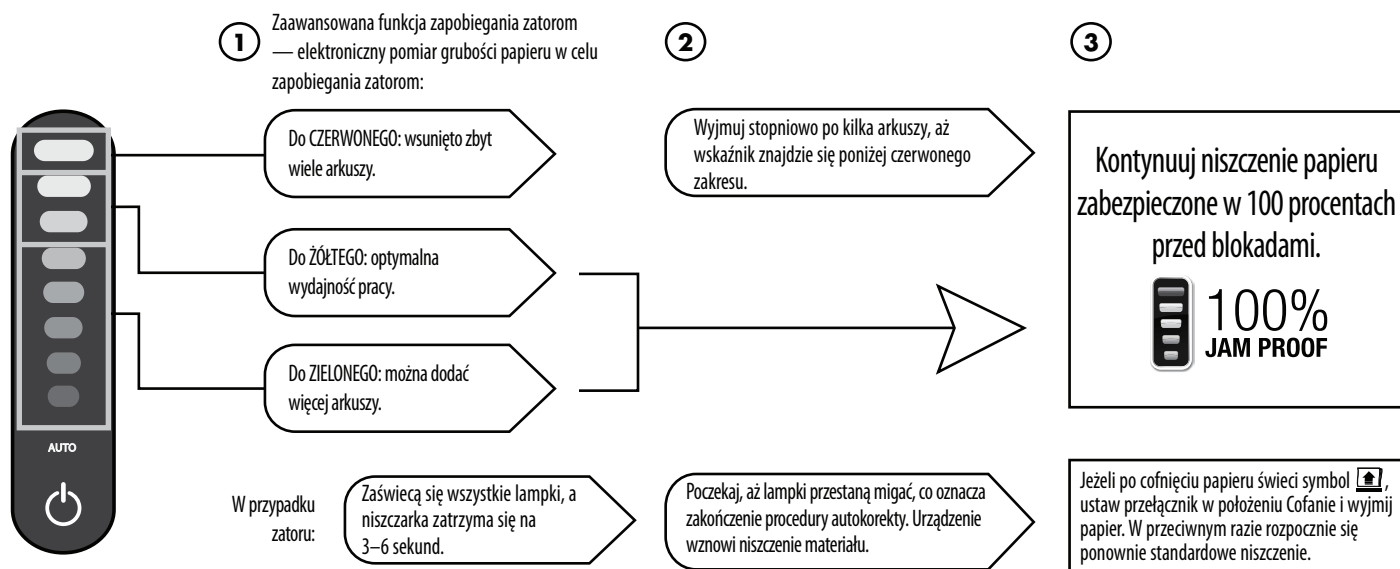 1
Zaawansowana funkcja zapobiegania zatorom
— elektroniczny pomiar grubości papieru w celu
zapobiegania zatorom:
Do CZERWONEGO: wsunięto zbyt
wiele arkuszy.
Do ŻÓŁTEGO: optymalna
wydajność pracy.
Do ZIELONEGO: można dodać
więcej arkuszy.
2
Wyjmuj stopniowo po kilka arkuszy, aż
wskaźnik znajdzie się poniżej czerwonego
zakresu.
3
Kontynuuj niszczenie papieru
zabezpieczone w 100 procentach
przed blokadami.
100%
JAM PROOF
AUTO
W przypadku
zatoru:
Zaświecą się wszystkie lampki, a
niszczarka zatrzyma się na
3–6 sekund.
Poczekaj, aż lampki przestaną migać, co oznacza
zakończenie procedury autokorekty. Urządzenie
wznowi niszczenie materiału.
Jeżeli po cofnięciu papieru świeci symbol ,
ustaw przełącznik w położeniu Cofanie i wyjmij
papier. W przeciwnym razie rozpocznie się
ponownie standardowe niszczenie.